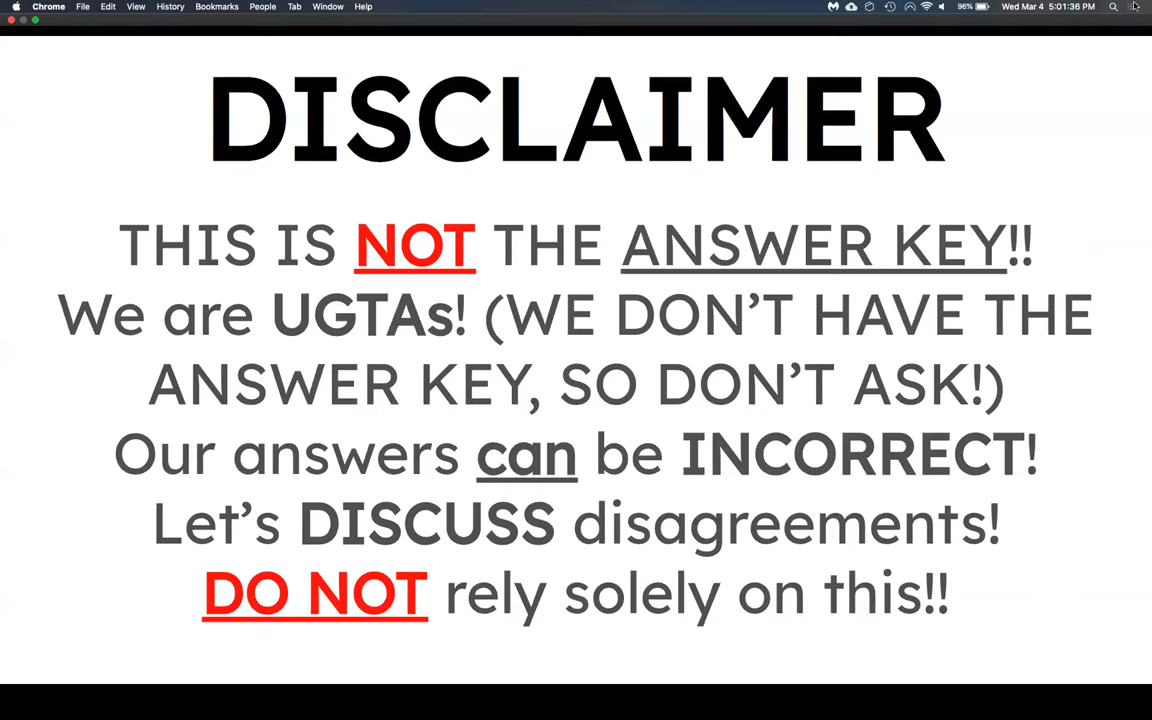 Chrome File Edit View History Bookmarks People Tab Window Help 96% Wed Mar 4 5:01:36 PM
DISCLAIMER
THIS IS NOT THE ANSWER KEY!!
We are UGTAs! (WE DON'T HAVE THE
ANSWER KEY, SO DON'T ASK!)
Our answers can be INCORRECT!
Let's DISCUSS disagreements!
DO NOT rely solely on this!!